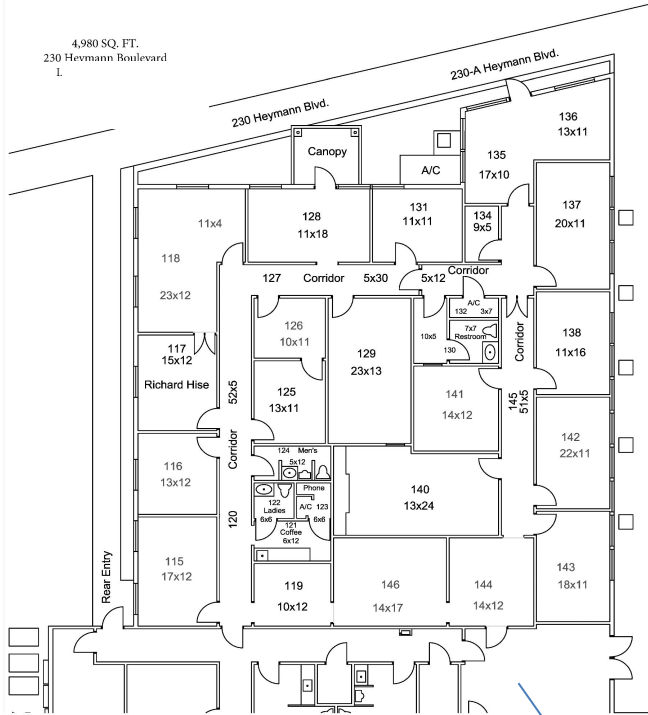 4,980 SQ. FT.
230 Heymann Boulevard
230-A Heymann Blvd.
230 Heymann Blvd.
Canopy
A/C
136
13x11
135
17x10
137
20x11
134
9x5
131
11x11
128
11x18
11x4
118
23x12
127 Corridor 5x30
5x12 Corridor
A/C
132 3x7
7x7
Restroom
10x5
130
126
10x11
129
23x13
138
11x16
Corridor
145
51x5
117
15x12
Richard Hise
52x5
Corridor
120
125
13x11
141
14x12
142
22x11
116
13x12
124 Men's
5x12
Phone
A/C 123
6x6
122
Ladies
6x6
121
Coffee
6x12
140
13x24
115
17x12
119
10x12
146
14x17
144
14x12
143
18x11
Rear Entry